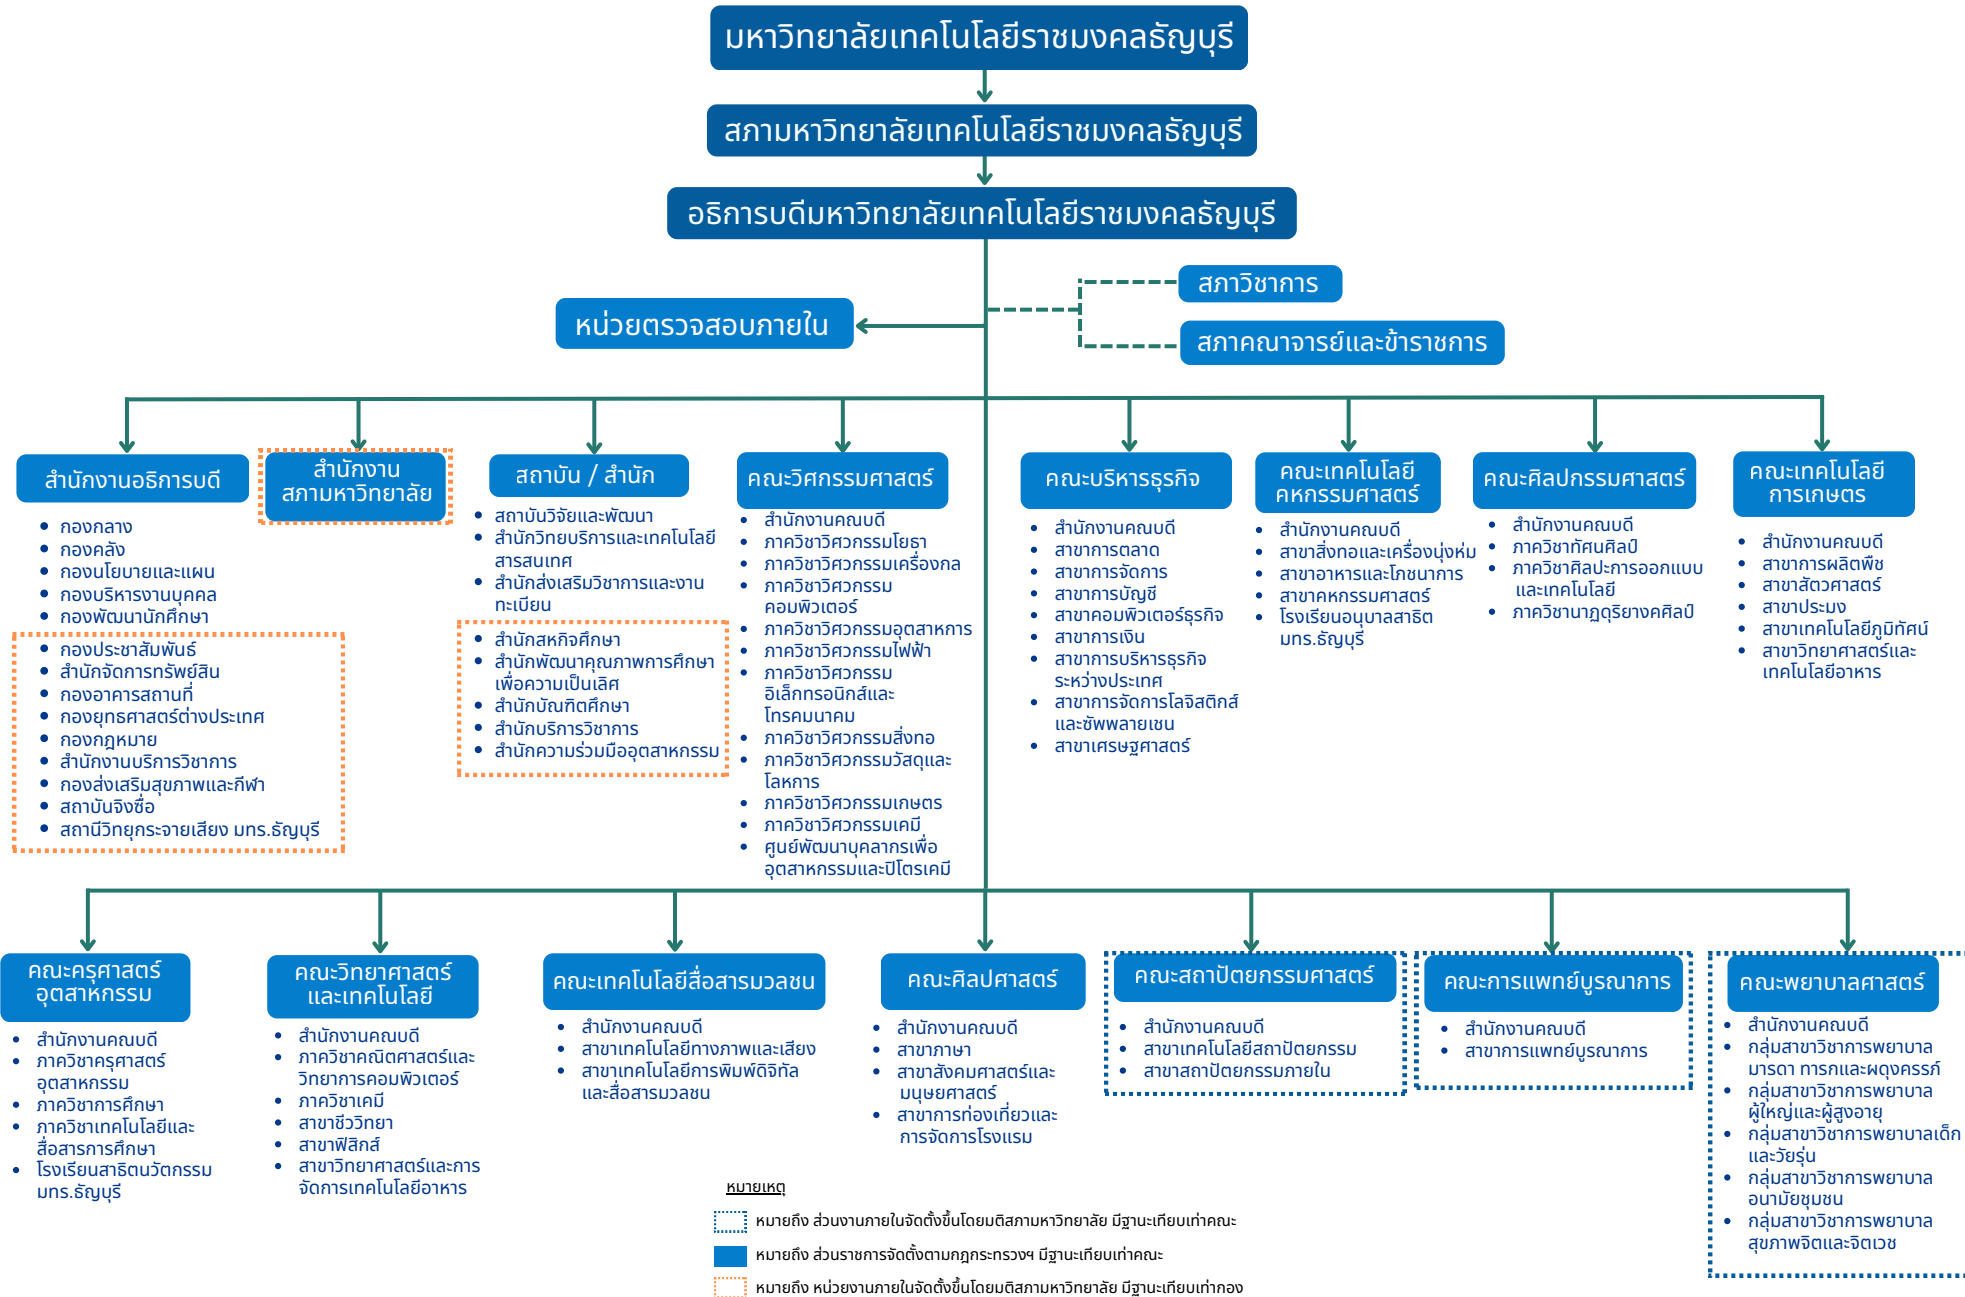 มหาวิทยาลัยเทคโนโลยีราชมงคลธัญบุรี
สภามหาวิทยาลัยเทคโนโลยีราชมงคลธัญบุรี
อธิการบดีมหาวิทยาลัยเทคโนโลยีราชมงคลธัญบุรี
สภาวิชาการ
หน่วยตรวจสอบภายใน
สภาคณาจารย์และข้าราชการ
สำนักงานอธิการบดี
กองกลาง
กองคลัง
กองนโยบายและแผน
กองบริหารงานบุคคล
กองพัฒนานักศึกษา
กองประชาสัมพันธ์
สำนักจัดการทรัพย์สิน
กองอาคารสถานที่
กองยุทธศาสตร์ต่างประเทศ
กองกฎหมาย
สำนักงานบริการวิชาการ
กองส่งเสริมสุขภาพและกีฬา
สถาบันจิงซื่อ
สถานีวิทยุกระจายเสียง มทร.ธัญบุรี
สำนักงาน
สภามหาวิทยาลัย
สถาบัน / สำนัก
สถาบันวิจัยและพัฒนา
สำนักวิทยบริการและเทคโนโลยี
สารสนเทศ
สำนักส่งเสริมวิชาการและงาน
ทะเบียน
สำนักสหกิจศึกษา
สำนักพัฒนาคุณภาพการศึกษา
เพื่อความเป็นเลิศ
สำนักบัณฑิตศึกษา
สำนักบริการวิชาการ
สำนักความร่วมมืออุตสาหกรรม
คณะวิศกรรมศาสตร์
สำนักงานคณบดี
ภาควิชาวิศวกรรมโยธา
ภาควิชาวิศวกรรมเครื่องกล
ภาควิชาวิศวกรรม
คอมพิวเตอร์
ภาควิชาวิศวกรรมอุตสาหการ
ภาควิชาวิศวกรรมไฟฟ้า
ภาควิชาวิศวกรรม
อิเล็กทรอนิกส์และ
โทรคมนาคม
ภาควิชาวิศวกรรมสิ่งทอ
ภาควิชาวิศวกรรมวัสดุและ
โลหการ
ภาควิชาวิศวกรรมเกษตร
ภาควิชาวิศวกรรมเคมี
ศูนย์พัฒนาบุคลากรเพื่อ
อุตสาหกรรมและปิโตรเคมี
คณะบริหารธุรกิจ
สำนักงานคณบดี
สาขาการตลาด
สาขาการจัดการ
สาขาการบัญชี
สาขาคอมพิวเตอร์ธุรกิจ
สาขาการเงิน
สาขาการบริหารธุรกิจ
ระหว่างประเทศ
สาขาการจัดการโลจิสติกส์
และซัพพลายเชน
สาขาเศรษฐศาสตร์
คณะเทคโนโลยี
คหกรรมศาสตร์
สำนักงานคณบดี
สาขาสิ่งทอและเครื่องนุ่งห่ม
สาขาอาหารและโภชนาการ
สาขาคหกรรมศาสตร์
โรงเรียนอนุบาลสาธิต
มทร.ธัญบุรี
คณะศิลปกรรมศาสตร์
สำนักงานคณบดี
ภาควิชาทัศนศิลป์
ภาควิชาศิลปะการออกแบบ
และเทคโนโลยี
ภาควิชานาฏดุริยางคศิลป์
คณะเทคโนโลยี
การเกษตร
สำนักงานคณบดี
สาขาการผลิตพืช
สาขาสัตวศาสตร์
สาขาประมง
สาขาเทคโนโลยีภูมิทัศน์
สาขาวิทยาศาสตร์และ
เทคโนโลยีอาหาร
คณะครุศาสตร์
อุตสาหกรรม
สำนักงานคณบดี
ภาควิชาครุศาสตร์
อุตสาหกรรม
ภาควิชาการศึกษา
ภาควิชาเทคโนโลยีและ
สื่อสารการศึกษา
โรงเรียนสาธิตนวัตกรรม
มทร.ธัญบุรี
คณะวิทยาศาสตร์
และเทคโนโลยี
สำนักงานคณบดี
ภาควิชาคณิตศาสตร์และ
วิทยาการคอมพิวเตอร์
ภาควิชาเคมี
สาขาชีววิทยา
สาขาฟิสิกส์
สาขาวิทยาศาสตร์และการ
จัดการเทคโนโลยีอาหาร
คณะเทคโนโลยีสื่อสารมวลชน
สำนักงานคณบดี
สาขาเทคโนโลยีทางภาพและเสียง
สาขาเทคโนโลยีการพิมพ์ดิจิทัล
และสื่อสารมวลชน
คณะศิลปศาสตร์
สำนักงานคณบดี
สาขาภาษา
สาขาสังคมศาสตร์และ
มนุษยศาสตร์
สาขาการท่องเที่ยวและ
การจัดการโรงแรม
คณะสถาปัตยกรรมศาสตร์
สำนักงานคณบดี
สาขาเทคโนโลยีสถาปัตยกรรม
สาขาสถาปัตยกรรมภายใน
คณะการแพทย์บูรณาการ
สำนักงานคณบดี
สาขาการแพทย์บูรณาการ
คณะพยาบาลศาสตร์
สำนักงานคณบดี
กลุ่มสาขาวิชาการพยาบาล
มารดา ทารกและผดุงครรภ์
กลุ่มสาขาวิชาการพยาบาล
ผู้ใหญ่และผู้สูงอายุ
กลุ่มสาขาวิชาการพยาบาลเด็ก
และวัยรุ่น
กลุ่มสาขาวิชาการพยาบาล
อนามัยชุมชน
กลุ่มสาขาวิชาการพยาบาล
สุขภาพจิตและจิตเวช
หมายเหตุ
หมายถึง ส่วนงานภายในจัดตั้งขึ้นโดยมติสภามหาวิทยาลัย มีฐานะเทียบเท่าคณะ
หมายถึง ส่วนราชการจัดตั้งตามกฎกระทรวงฯ มีฐานะเทียบเท่าคณะ
หมายถึง หน่วยงานภายในจัดตั้งขึ้นโดยมติสภามหาวิทยาลัย มีฐานะเทียบเท่ากอง